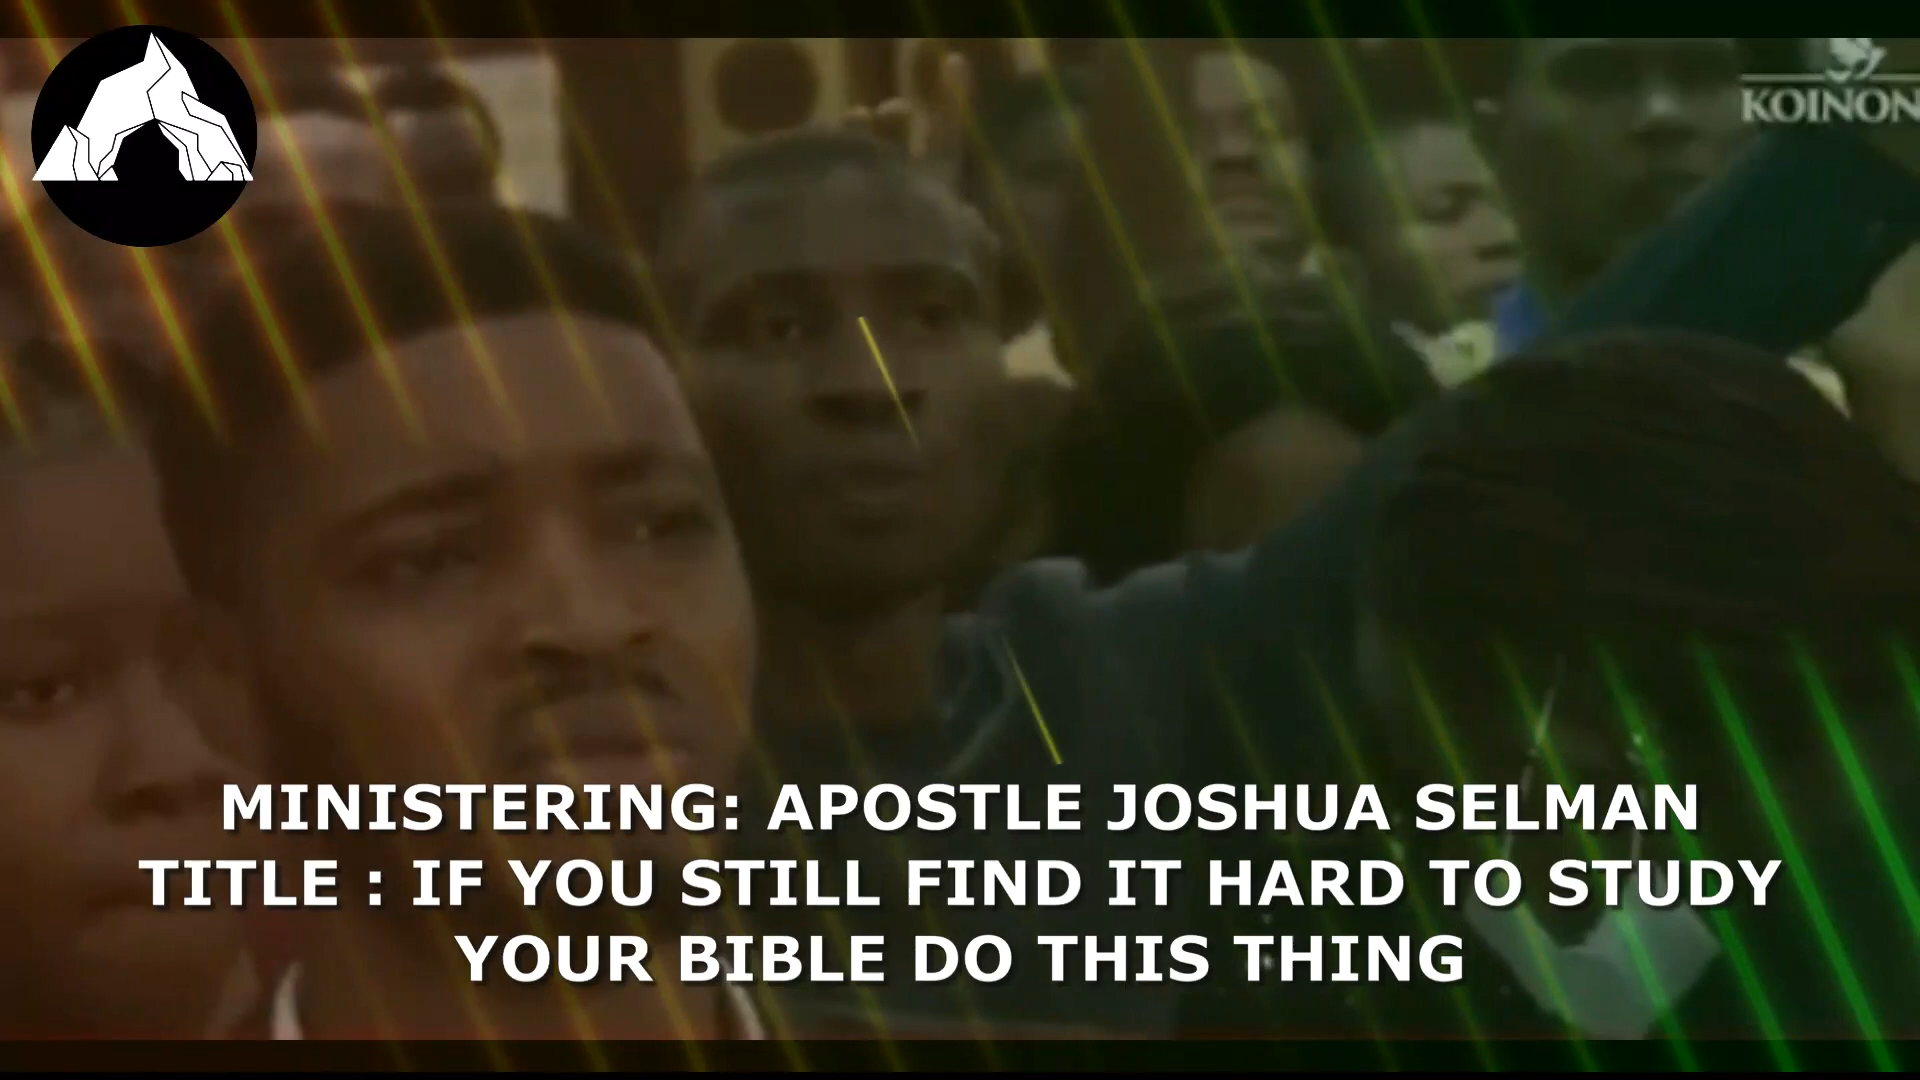 KOINON
MINISTERING: APOSTLE JOSHUA SELMAN
TITLE : IF YOU STILL FIND IT HARD TO STUDY
YOUR BIBLE DO THIS THING